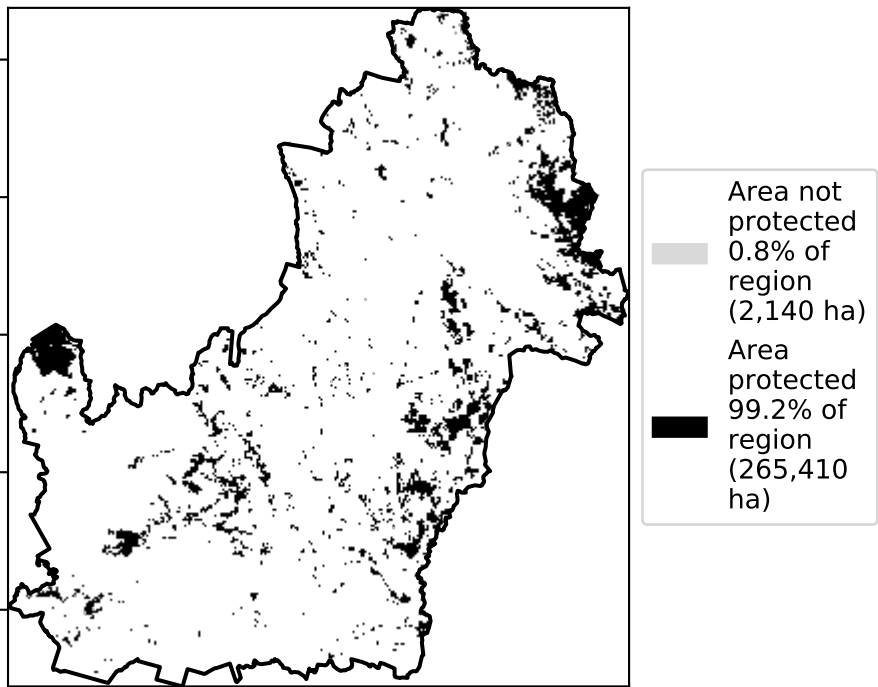 Area not
protected
0.8% of
region
(2,140 ha)
Area
protected
99.2% of
region
(265,410
ha)